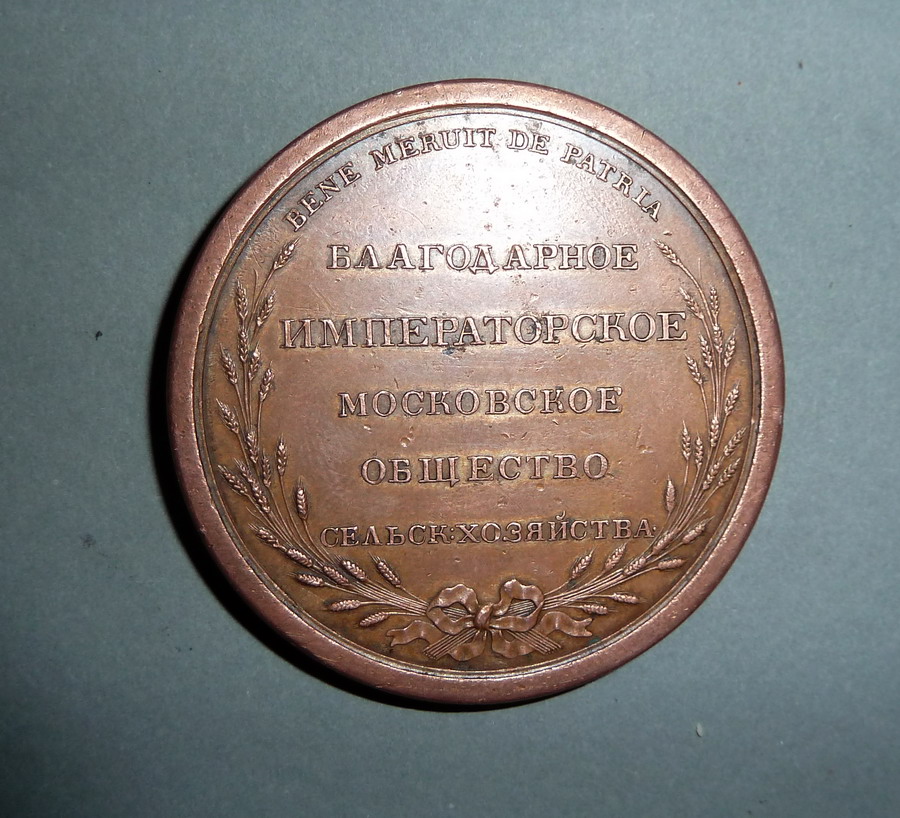 BENE MERUIT DE PATRIA
БЛАГОДАРНОЕ
ИМПЕРАТОРСКОЕ
МОСКОВСКОЕ
ОБЩЕСТВО
СЕЛЬСК:ХОЗЯЙСТВА·